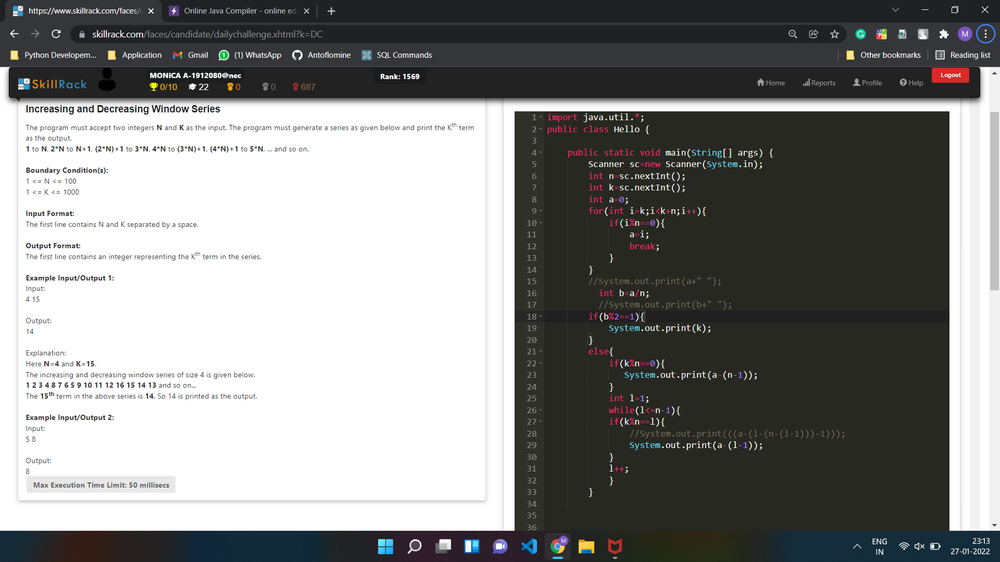 https://www.skillrack.com/faces/c
Online Java Compiler - online edi
skillrack.com/faces/candidate/dailychallenge.xhtml?k=DC
M
Python Developem...
Application
Gmail
(1) WhatsApp
Antoflomine
SQL Commands
Other bookmarks
Reading list
SkillRack
MONICA A-1912080@nec
0/10
22
0
0
687
Rank: 1569
Home
Reports
Profile
Help
Logout
Increasing and Decreasing Window Series
The program must accept two integers N and K as the input. The program must generate a series as given below and print the Kth term
as the output.
1 to N, 2*N to N+1, (2*N)+1 to 3*N, 4*N to (3*N)+1, (4*N)+1 to 5*N, ... and so on.
Boundary Condition(s):
1 <= N <= 100
1 <= K <= 1000
Input Format:
The first line contains N and K separated by a space.
Output Format:
The first line contains an integer representing the Kth term in the series.
Example Input/Output 1:
Input:
4 15
Output:
14
Explanation:
Here N=4 and K=15.
The increasing and decreasing window series of size 4 is given below.
1 2 3 4 8 7 6 5 9 10 11 12 16 15 14 13 and so on...
The 15th term in the above series is 14. So 14 is printed as the output.
Example Input/Output 2:
Input:
5 8
Output:
8
Max Execution Time Limit: 50 millisecs
1 import java.util.*;
2 public class Hello {
3
4 public static void main(String[] args) {
5 Scanner sc=new Scanner(System.in);
6 int n=sc.nextInt();
7 int k=sc.nextInt();
8 int a=0;
9 for(int i=k;i<k+n;i++){
10 if(i%n==0){
11 a=i;
12 break;
13 }
14 }
15 //System.out.print(a+" ");
16 int b=a/n;
17 //System.out.print(b+" ");
18 if(b%2==1){
19 System.out.print(k);
20 }
21 else{
22 if(k%n==0){
23 System.out.print(a-(n-1));
24 }
25 int l=1;
26 while(l<=n-1){
27 if(k%n==l){
28 //System.out.print(((a-(l-(n-(l-1)))-1)));
29 System.out.print(a-(l-1));
30 }
31 l++;
32 }
33 }
34
35
36
M
ENG
IN
23:13
27-01-2022